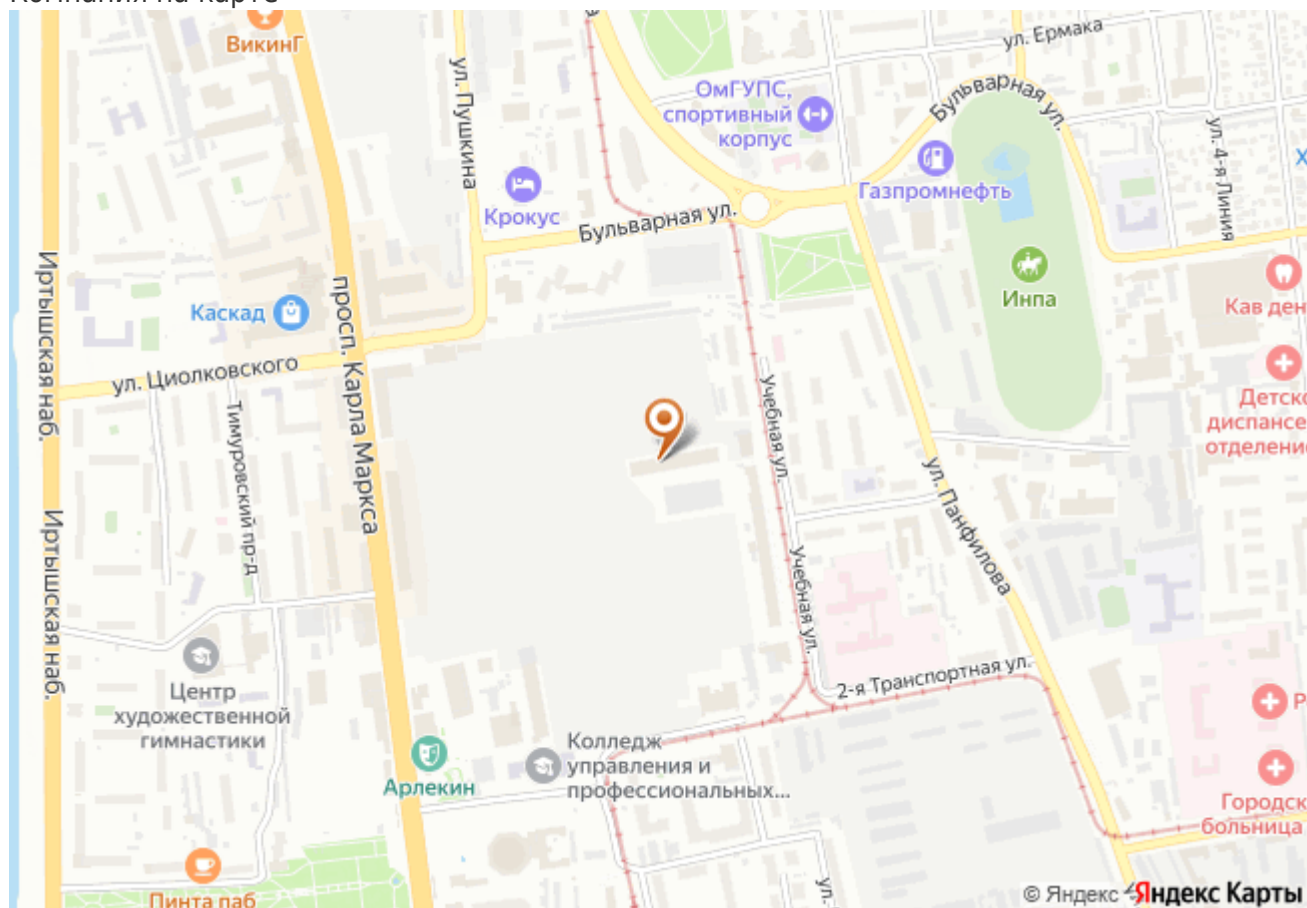 ВикинГ
ул. Пушкина
ул. Ермака
ОмГУПС,
спортивный
корпус
Бульварная ул.
ул. 4-я Линия
Газпромнефть
Крокус
Бульварная ул.
Иртышская наб.
просп. Карла Маркса
Инпа
Кав ден
Каскад
ул. Циолковского
Тимуровский пр-д
Учебная ул.
Детско
диспансе
отделени
ул. Панфилова
Иртышская наб.
Учебная ул.
2-я Транспортная ул.
Центр
художественной
гимнастики
Колледж
управления и
профессиональных...
Арлекин
Городск
больница
Пинта паб
ул.
© Яндекс Яндекс Карты